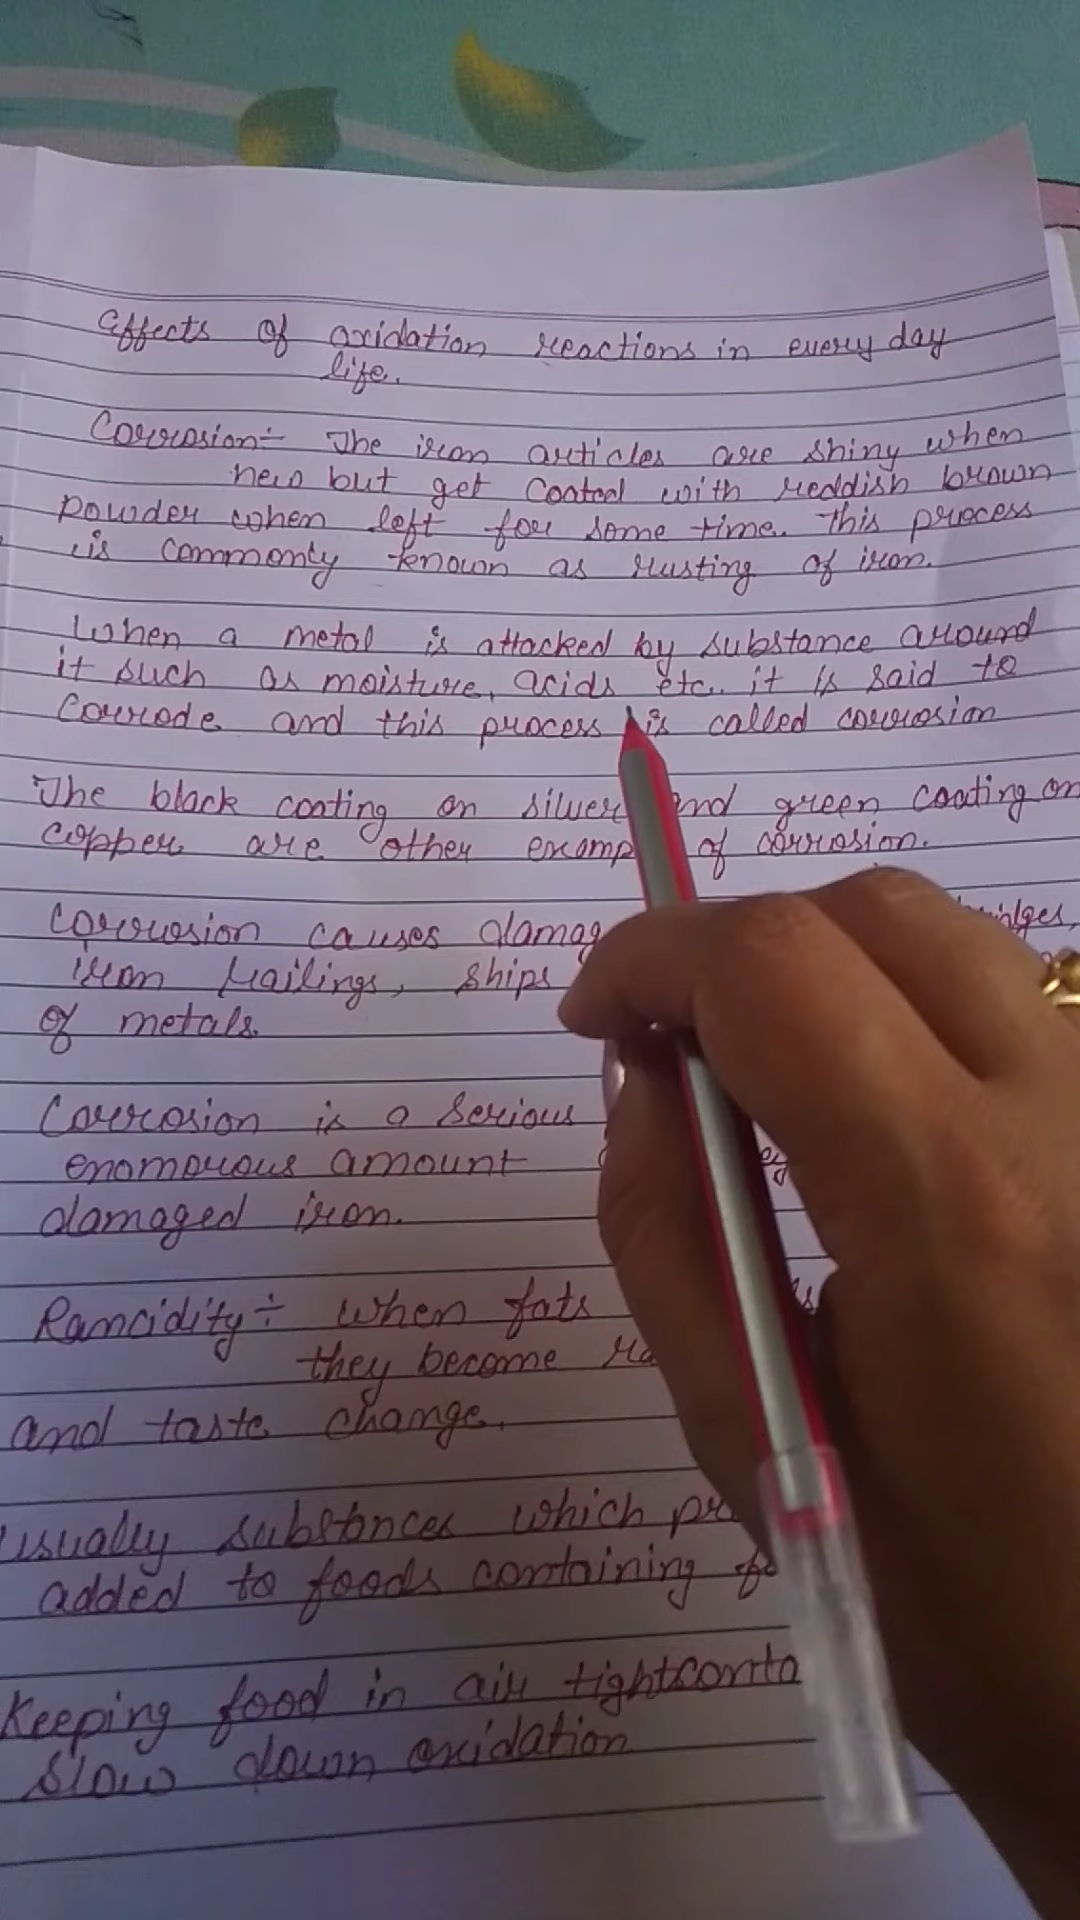 Effects of oxidation reactions in every day
life.
Corrosion:- The iron articles are shiny when
new but get coated with reddish brown
powder when left for some time. This process
is commonly known as rusting of iron.
When a metal is attacked by substance around
it such as moisture, acids etc. it is said to
corrode and this process is called corrosion
The black coating on silver and green coating on
copper are other examp of corrosion.
Corrosion causes damag
iron railings, ships
of metals.
Corrosion is a serious
enomorous amount
damaged iron.
Rancidity:- When fats
they become
and taste change.
usually substances which
added to foods containing
Keeping food in air tight
slow down oxidation